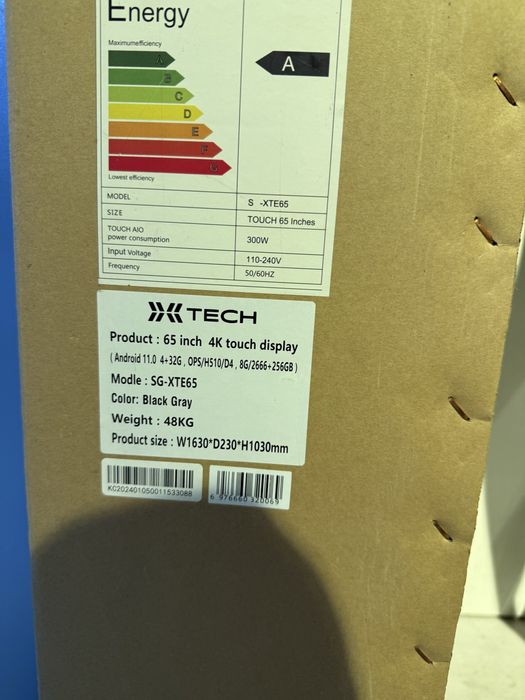 Energy
Maximumefficiency
A
B
C
D
E
F
G
A
Lowest efficiency
MODEL S -XTE65
SIZE TOUCH 65 Inches
TOUCH AIO
power consumption 300W
Input Voltage 110-240V
Frequency 50/60HZ
TECH
Product : 65 inch 4K touch display
( Android 11.0 4+32G , OPS/H510/D4 , 8G/2666+256GB )
Modle : SG-XTE65
Color: Black Gray
Weight : 48KG
Product size : W1630*D230*H1030mm
KC202401050011533088
6 976660 320069